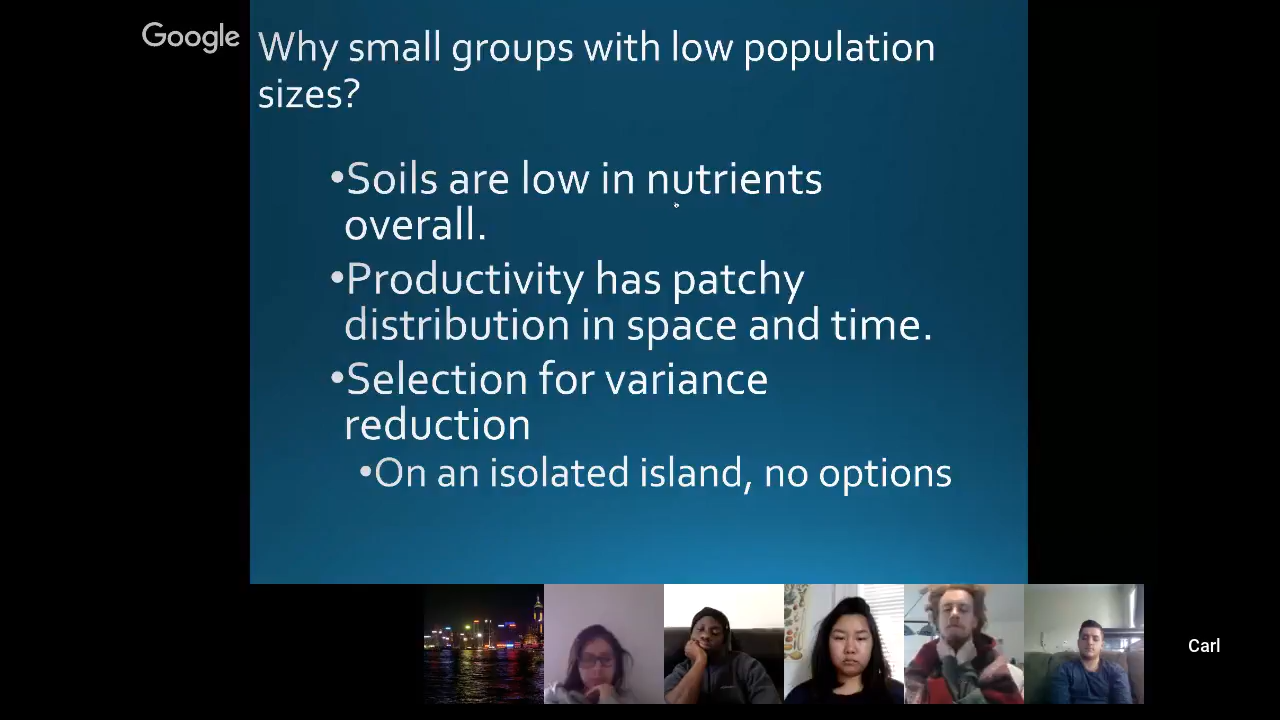 Google
Why small groups with low population
sizes?
•Soils are low in nutrients
overall.
•Productivity has patchy
distribution in space and time.
•Selection for variance
reduction
•On an isolated island, no options
Carl